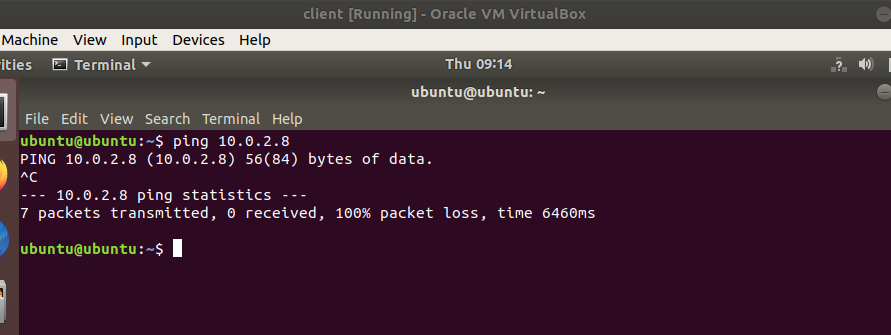 client [Running] - Oracle VM VirtualBox
Machine View Input Devices Help
ities Terminal Thu 09:14
ubuntu@ubuntu: ~
File Edit View Search Terminal Help
ubuntu@ubuntu:~$ ping 10.0.2.8
PING 10.0.2.8 (10.0.2.8) 56(84) bytes of data.
^C
--- 10.0.2.8 ping statistics ---
7 packets transmitted, 0 received, 100% packet loss, time 6460ms
ubuntu@ubuntu:~$